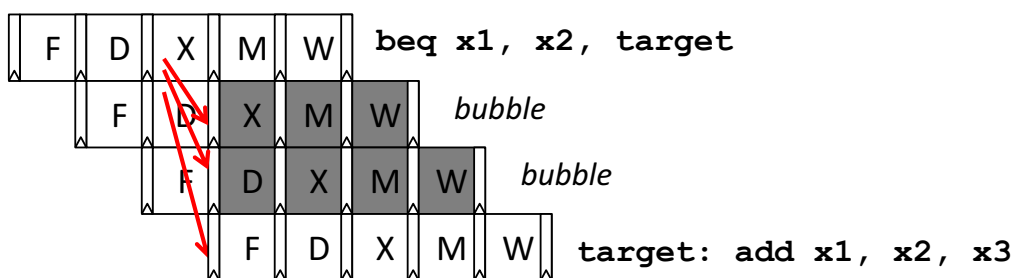 F D X M W beq x1, x2, target
F D X M W bubble
F D X M W bubble
F D X M W target: add x1, x2, x3